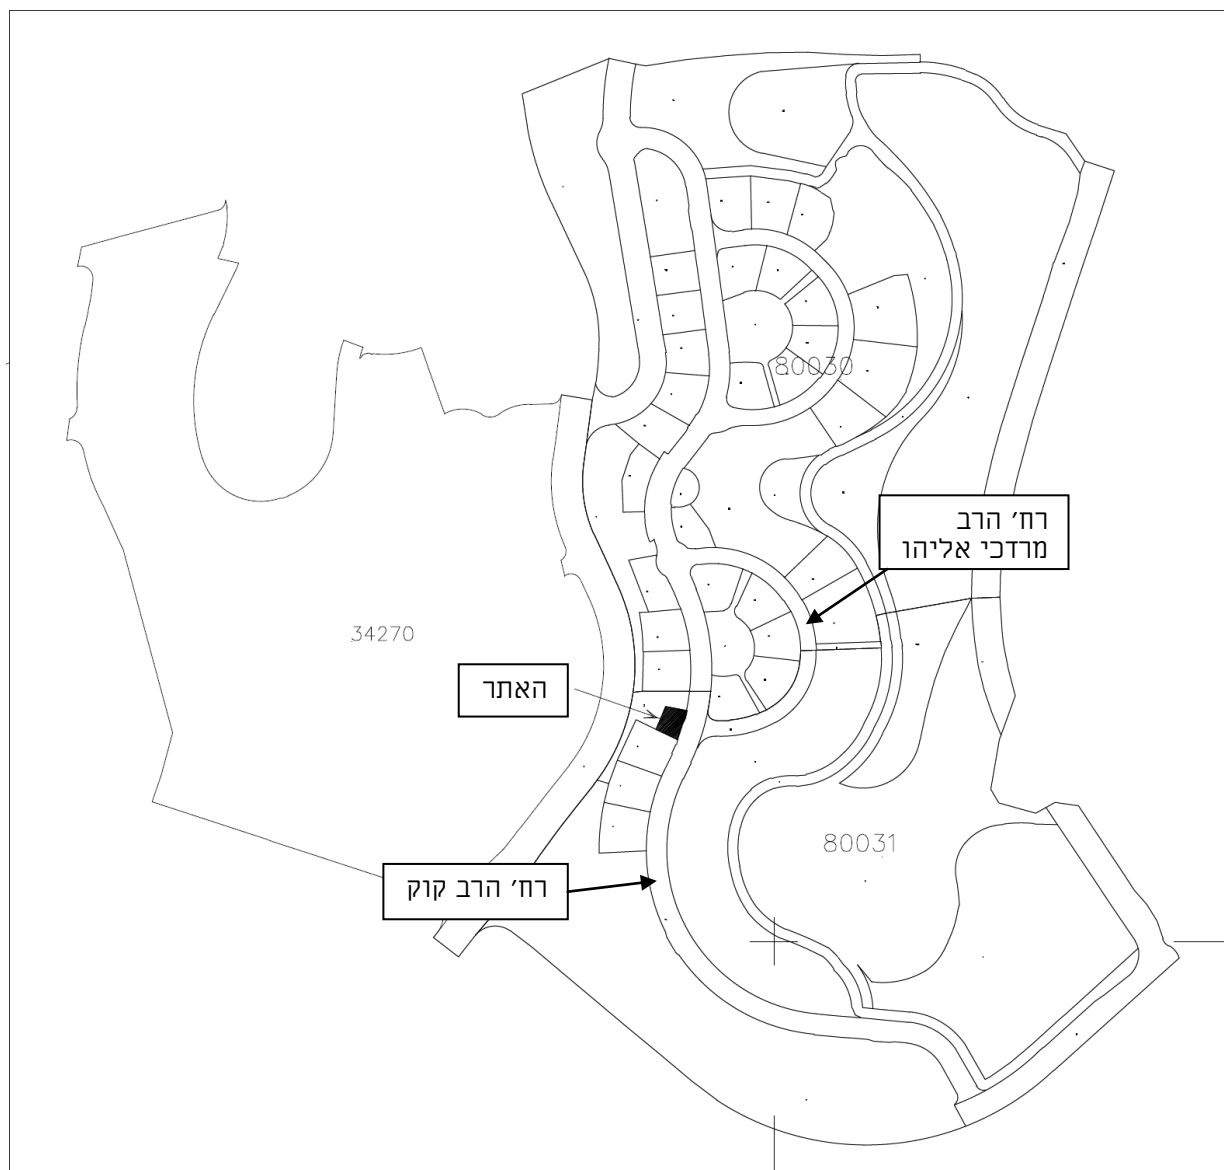 80030
רח׳ הרב
מרדכי אליהו
34270
האתר
80031
רח׳ הרב קוק